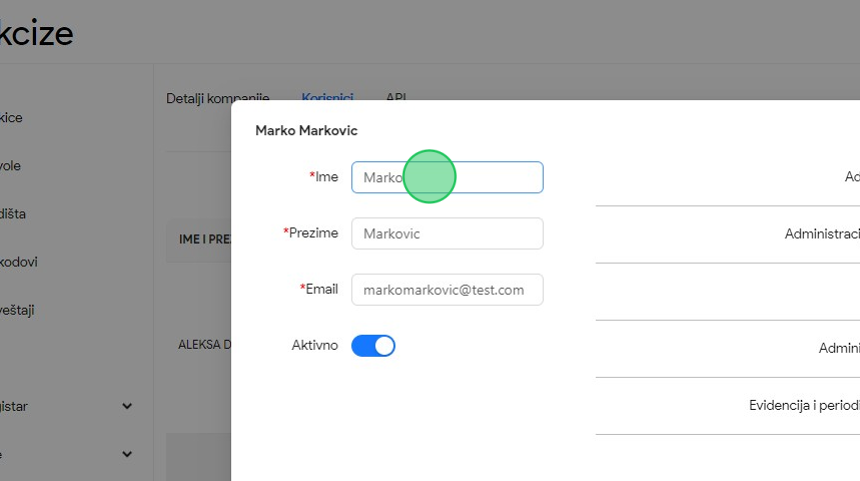 kcize
Detalji kompanije Korisnici API
kice
vole
dišta
kodovi
veštaji
gistar
e
IME I PRE
ALEKSA D
Marko Markovic
*Ime Marko
*Prezime Markovic
*Email markomarkovic@test.com
Aktivno
Ad
Administraci
Admini
Evidencija i periodi